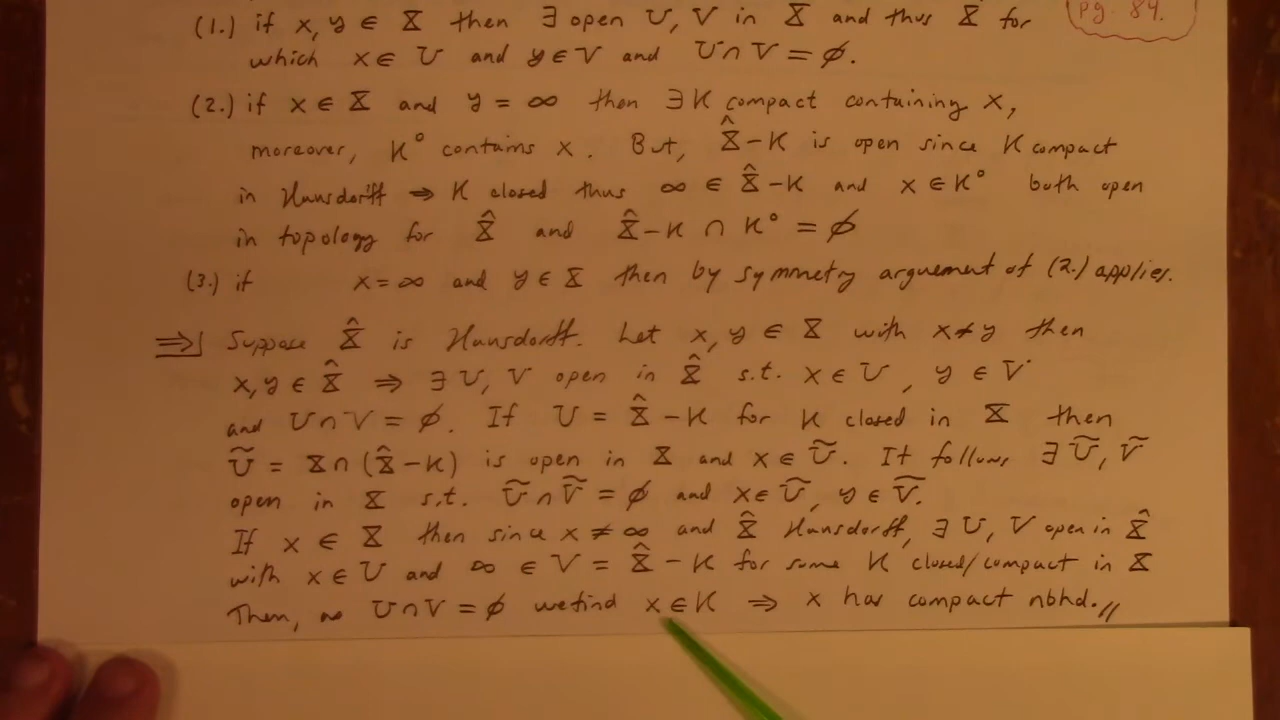 (1.) if x, y ∈ X then ∃ open U, V in X and thus X for
pg. 84.
which x ∈ U and y ∈ V and U ∩ V = ∅.
(2.) if x ∈ X and y = ∞ then ∃ K compact containing x,
moreover, K° contains x. But, X̂ - K is open since K compact
in Hausdorff ⇒ K closed thus ∞ ∈ X̂ - K and x ∈ K° both open
in topology for X̂ and X̂ - K ∩ K° = ∅
(3.) if x = ∞ and y ∈ X then by symmetry arguement of (2.) applies.
⇒| Suppose X̂ is Hausdorff. Let x, y ∈ X with x ≠ y then
x, y ∈ X̂ ⇒ ∃ U, V open in X̂ s.t. x ∈ U, y ∈ V
and U ∩ V = ∅. If U = X̂ - K for K closed in X then
Ũ = X ∩ (X̂ - K) is open in X and x ∈ Ũ. It follows ∃ Ũ, Ṽ
open in X s.t. Ũ ∩ Ṽ = ∅ and x ∈ Ũ, y ∈ Ṽ.
If x ∈ X then since x ≠ ∞ and X̂ Hausdorff, ∃ U, V open in X̂
with x ∈ U and ∞ ∈ V = X̂ - K for some K closed/compact in X
Then, as U ∩ V = ∅ we find x ∈ K ⇒ x has compact nbhd. //